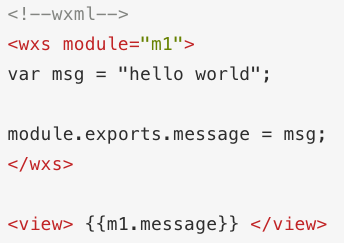 <!--wxml-->
<wxs module="m1">
var msg = "hello world";
module.exports.message = msg;
</wxs>
<view> {{m1.message}} </view>